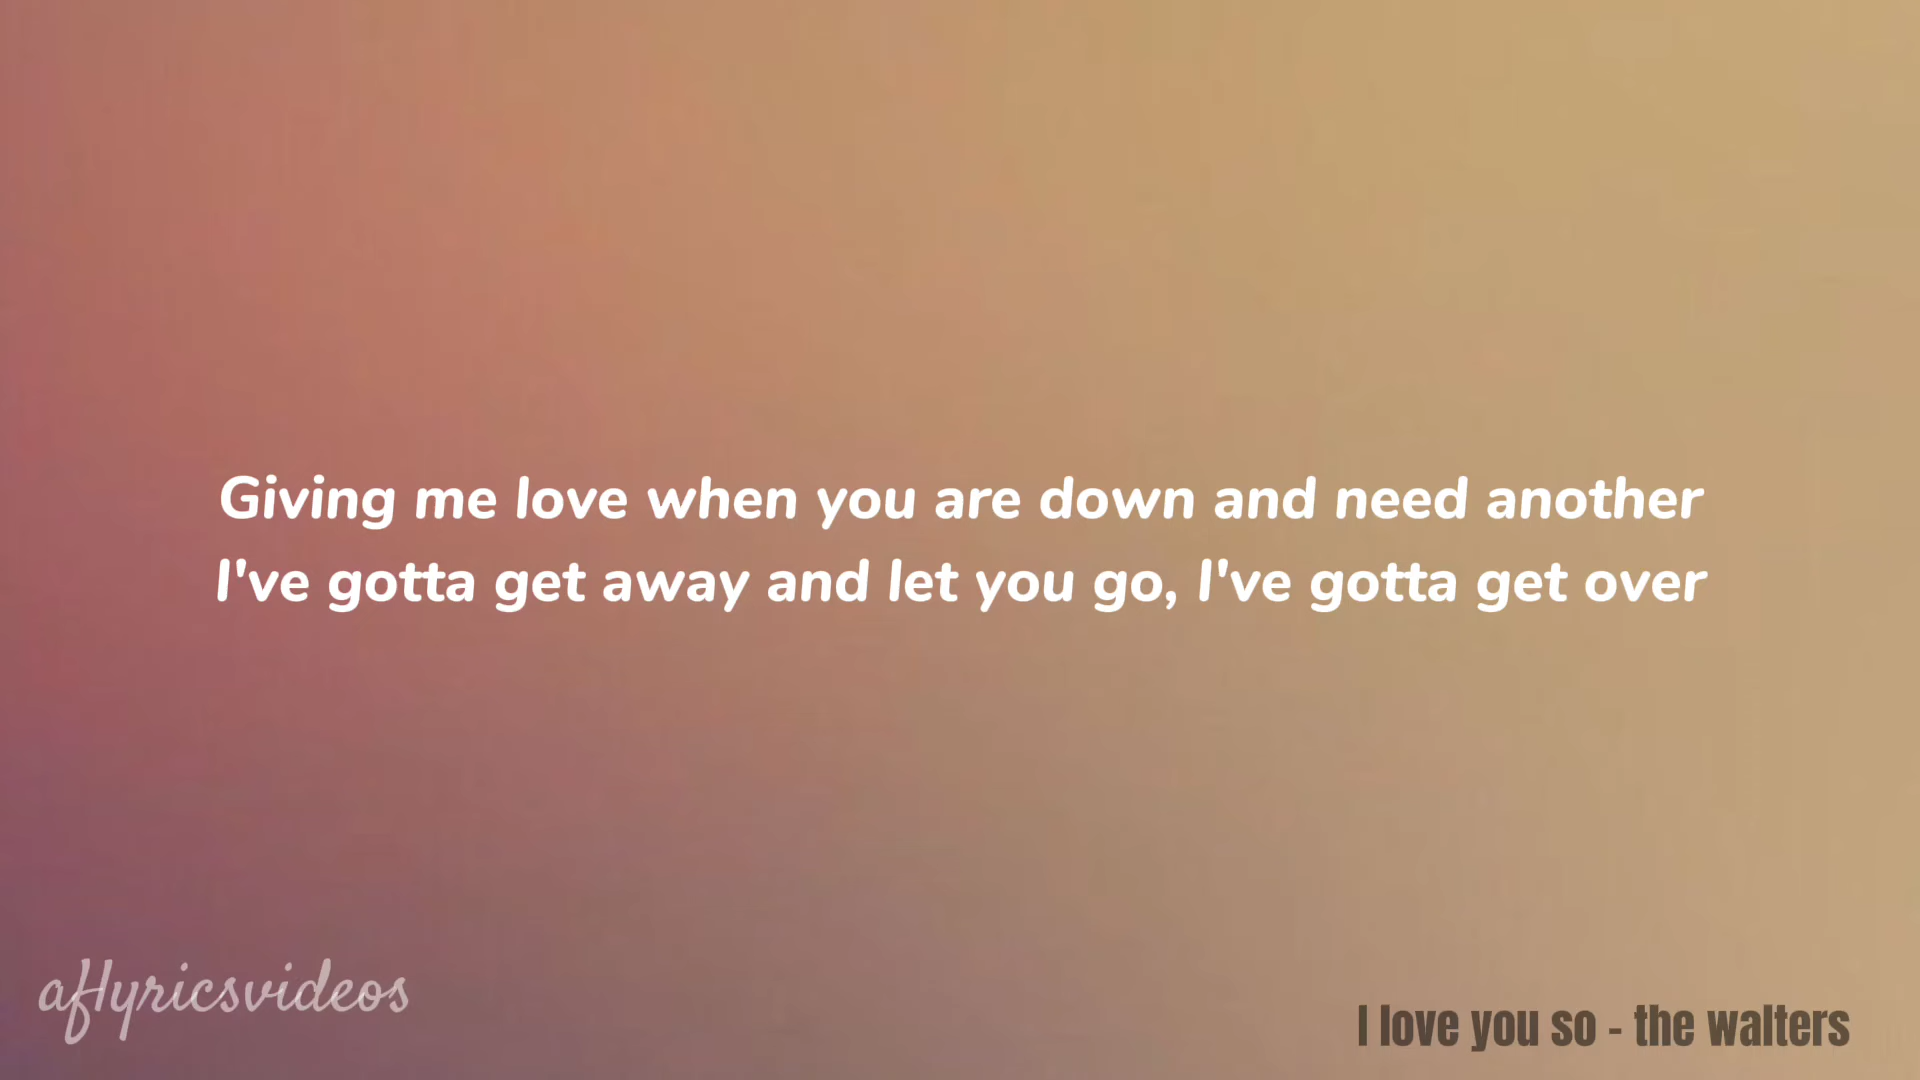 Giving me love when you are down and need another
I've gotta get away and let you go, I've gotta get over
aflyricsvideos
I love you so - the walters